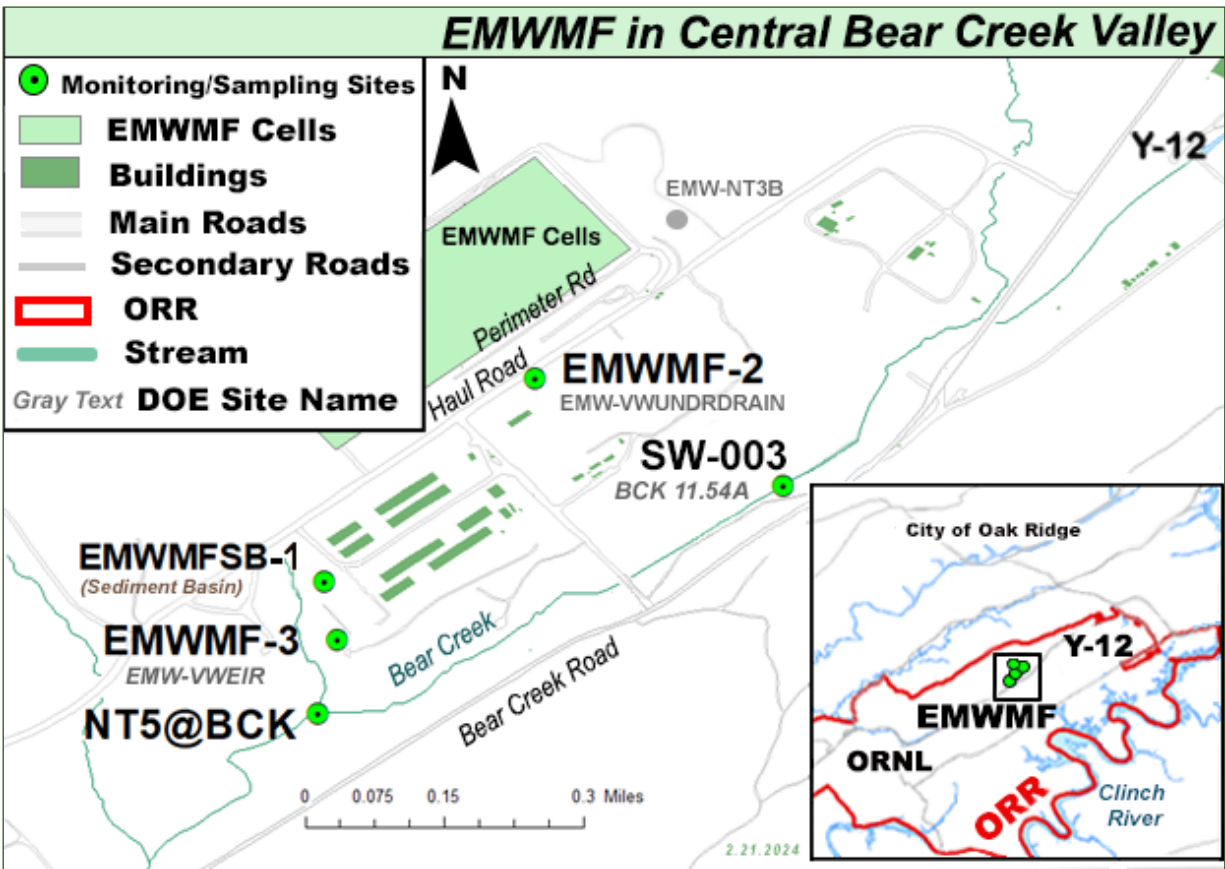 EMWMF in Central Bear Creek Valley
Monitoring/Sampling Sites
EMWMF Cells
Buildings
Main Roads
Secondary Roads
ORR
Stream
Gray Text DOE Site Name
N
Y-12
EMW-NT3B
EMWMF Cells
Perimeter Rd
Haul Road
EMWMF-2
EMW-VWUNDRDRAIN
SW-003
BCK 11.54A
EMWMFSB-1
(Sediment Basin)
EMWMF-3
EMW-VWEIR
NT5@BCK
Bear Creek
Bear Creek Road
0 0.075 0.15 0.3 Miles
2.21.2024
City of Oak Ridge
Y-12
EMWMF
ORNL
ORR
Clinch
River